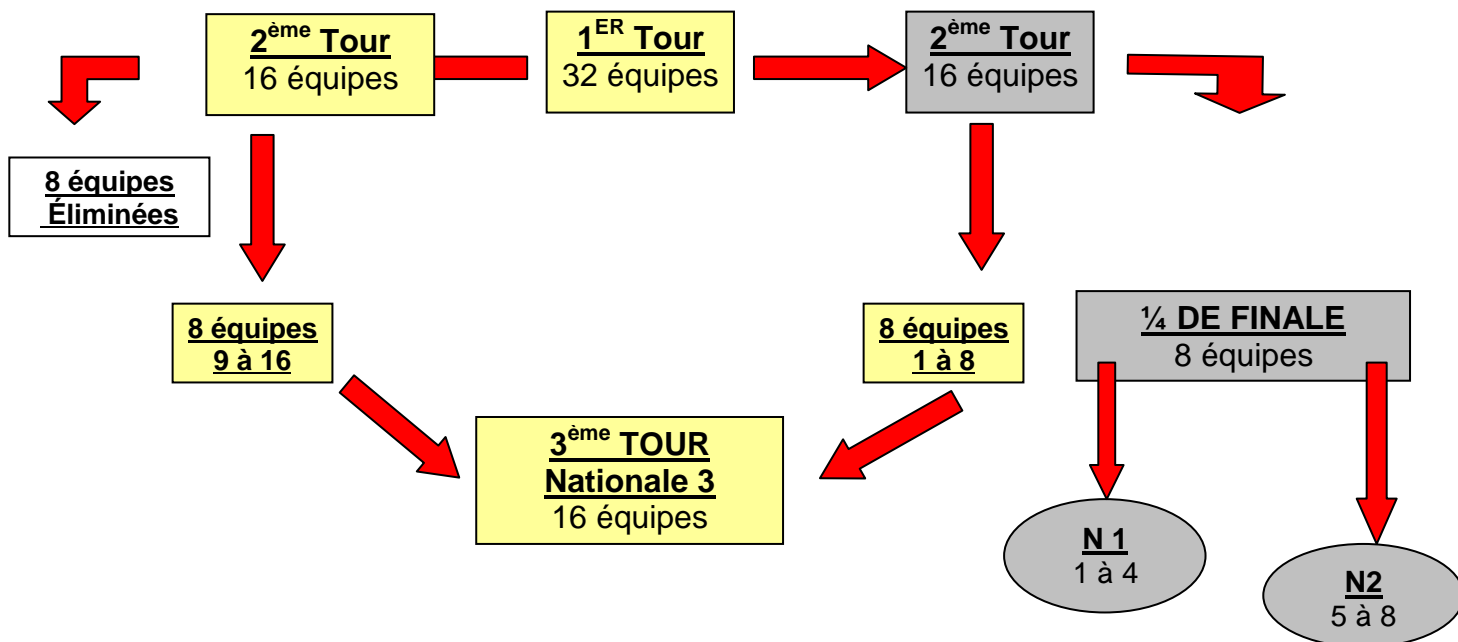 2ème Tour
16 équipes
1ER Tour
32 équipes
2ème Tour
16 équipes
8 équipes
Éliminées
8 équipes
9 à 16
8 équipes
1 à 8
¼ DE FINALE
8 équipes
3ème TOUR
Nationale 3
16 équipes
N 1
1 à 4
N2
5 à 8